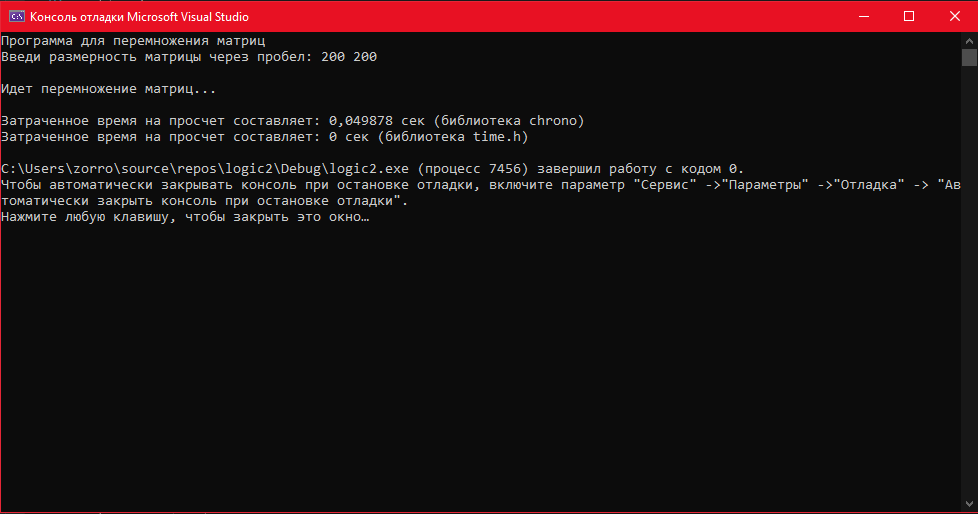 Консоль отладки Microsoft Visual Studio
Программа для перемножения матриц
Введи размерность матрицы через пробел: 200 200
Идет перемножение матриц...
Затраченное время на просчет составляет: 0,049878 сек (библиотека chrono)
Затраченное время на просчет составляет: 0 сек (библиотека time.h)
C:\Users\zorro\source\repos\logic2\Debug\logic2.exe (процесс 7456) завершил работу с кодом 0.
Чтобы автоматически закрывать консоль при остановке отладки, включите параметр "Сервис" ->"Параметры" ->"Отладка" -> "Ав
томатически закрыть консоль при остановке отладки".
Нажмите любую клавишу, чтобы закрыть это окно…